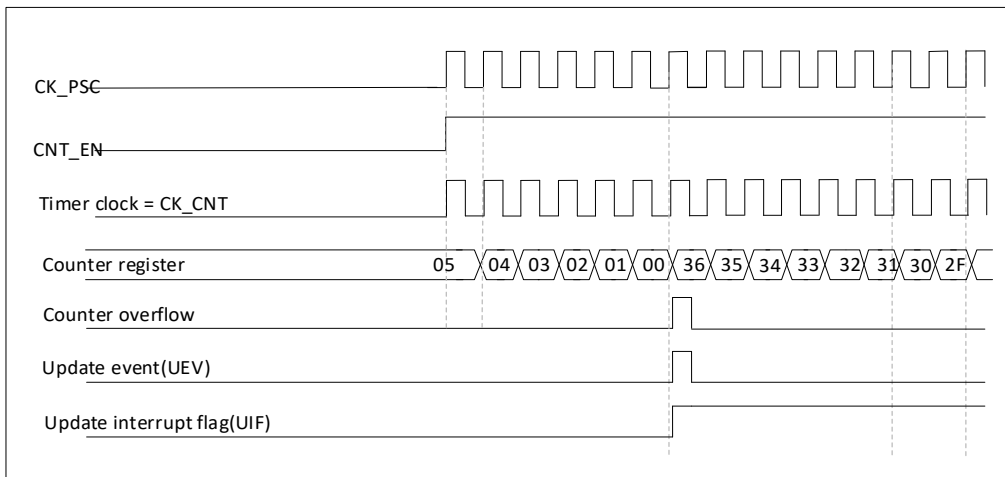 CK_PSC
CNT_EN
Timer clock = CK_CNT
Counter register 05 04 03 02 01 00 36 35 34 33 32 31 30 2F
Counter overflow
Update event(UEV)
Update interrupt flag(UIF)